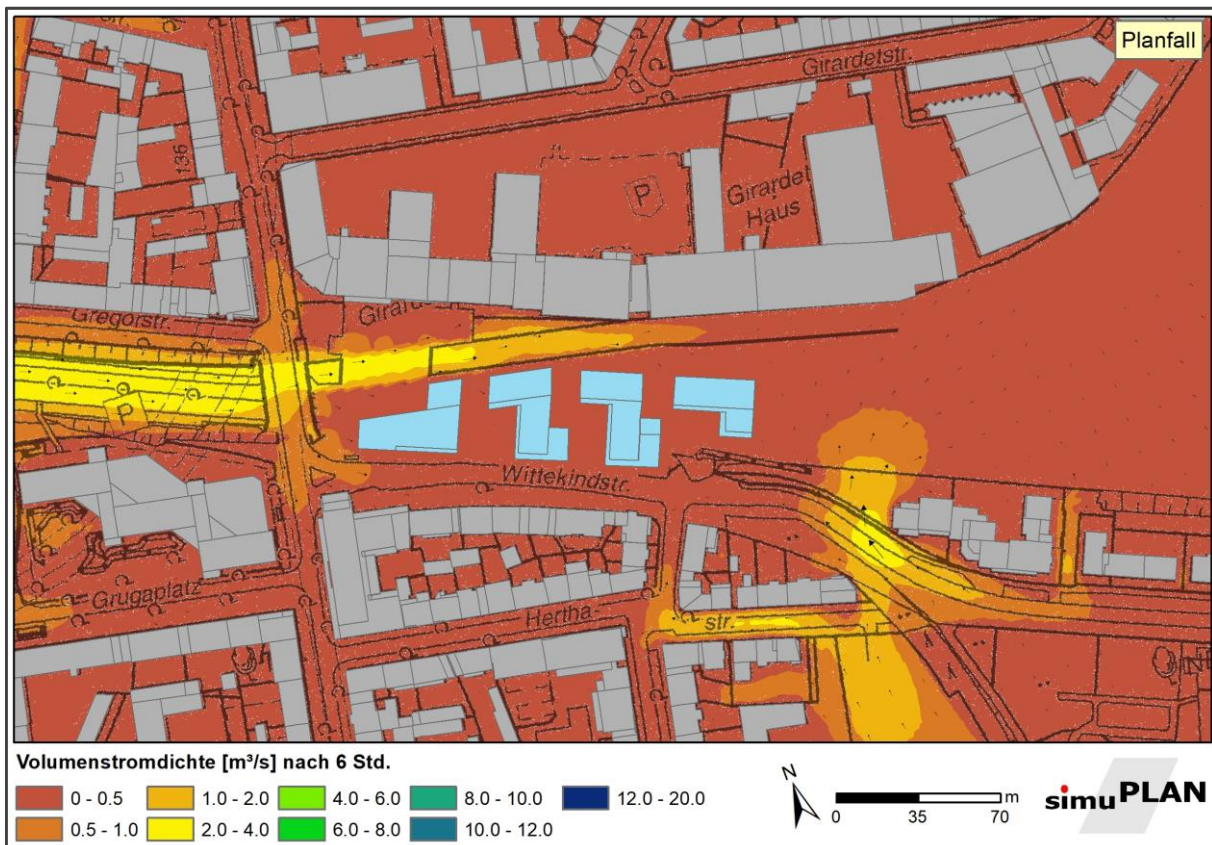 Planfall
Girardetstr.
136
P
Girardet
Haus
Gregorstr.
P
Wittekindstr.
Grugaplatz
Hertha-
str.
Volumenstromdichte [m³/s] nach 6 Std.
0 - 0.5
1.0 - 2.0
4.0 - 6.0
8.0 - 10.0
12.0 - 20.0
0.5 - 1.0
2.0 - 4.0
6.0 - 8.0
10.0 - 12.0
N
m
0 35 70
simuPLAN